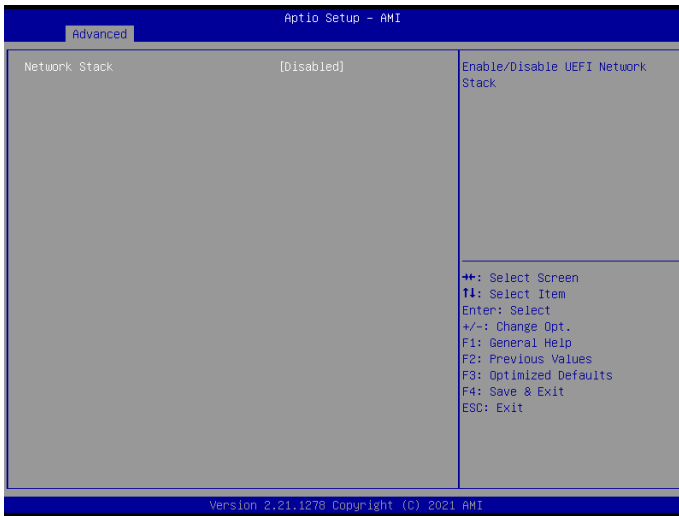 Aptio Setup – AMI
Advanced
Network Stack [Disabled]
Enable/Disable UEFI Network
Stack
→←: Select Screen
↑↓: Select Item
Enter: Select
+/-: Change Opt.
F1: General Help
F2: Previous Values
F3: Optimized Defaults
F4: Save & Exit
ESC: Exit
Version 2.21.1278 Copyright (C) 2021 AMI